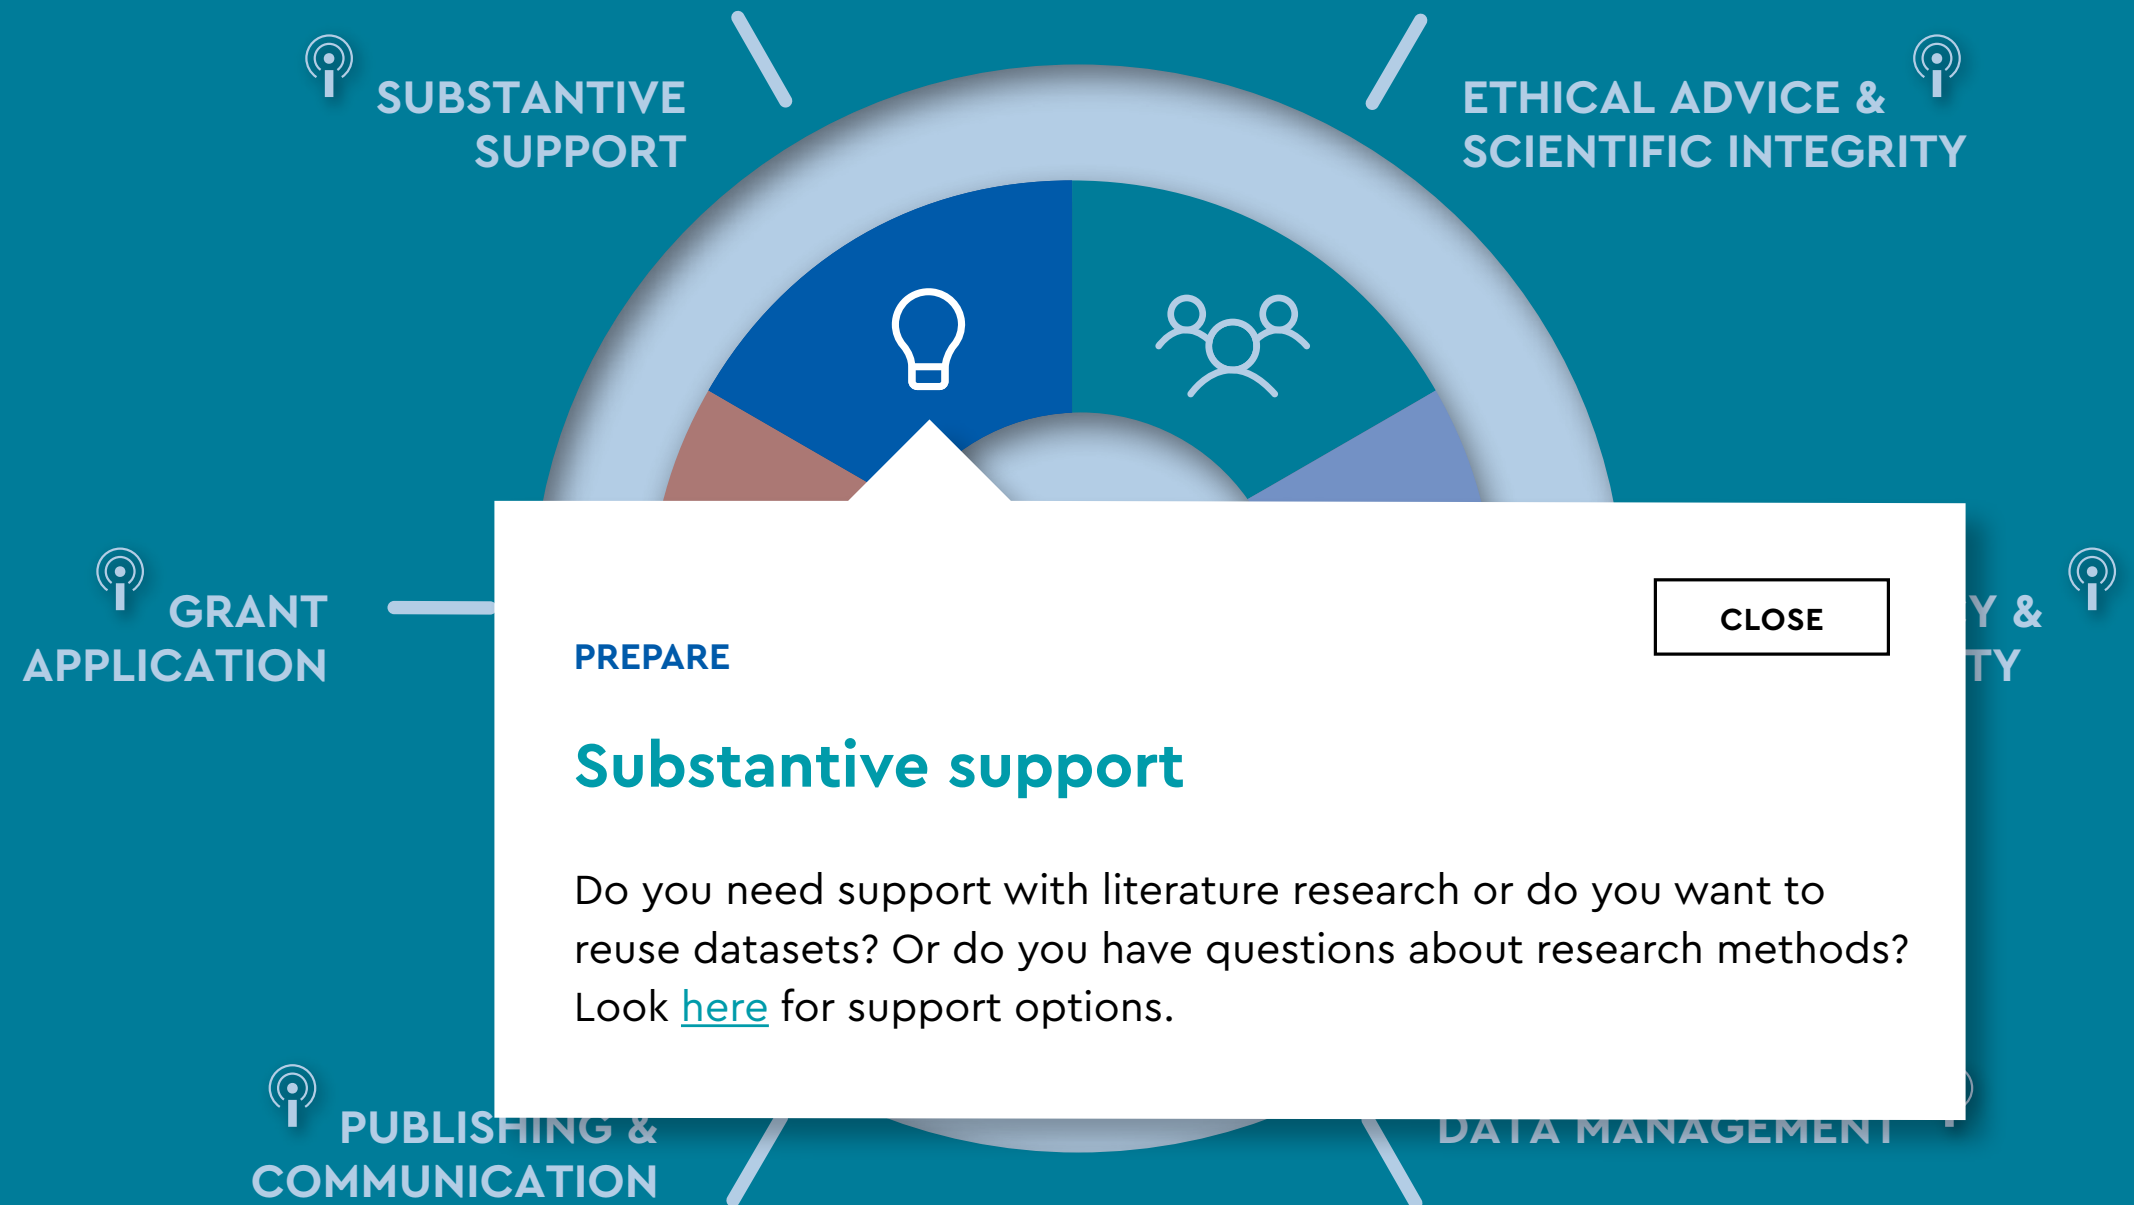 SUBSTANTIVE
SUPPORT
ETHICAL ADVICE &
SCIENTIFIC INTEGRITY
GRANT
APPLICATION
Y &
TY
CLOSE
PREPARE
Substantive support
Do you need support with literature research or do you want to
reuse datasets? Or do you have questions about research methods?
Look here for support options.
PUBLISHING &
COMMUNICATION
DATA MANAGEMENT